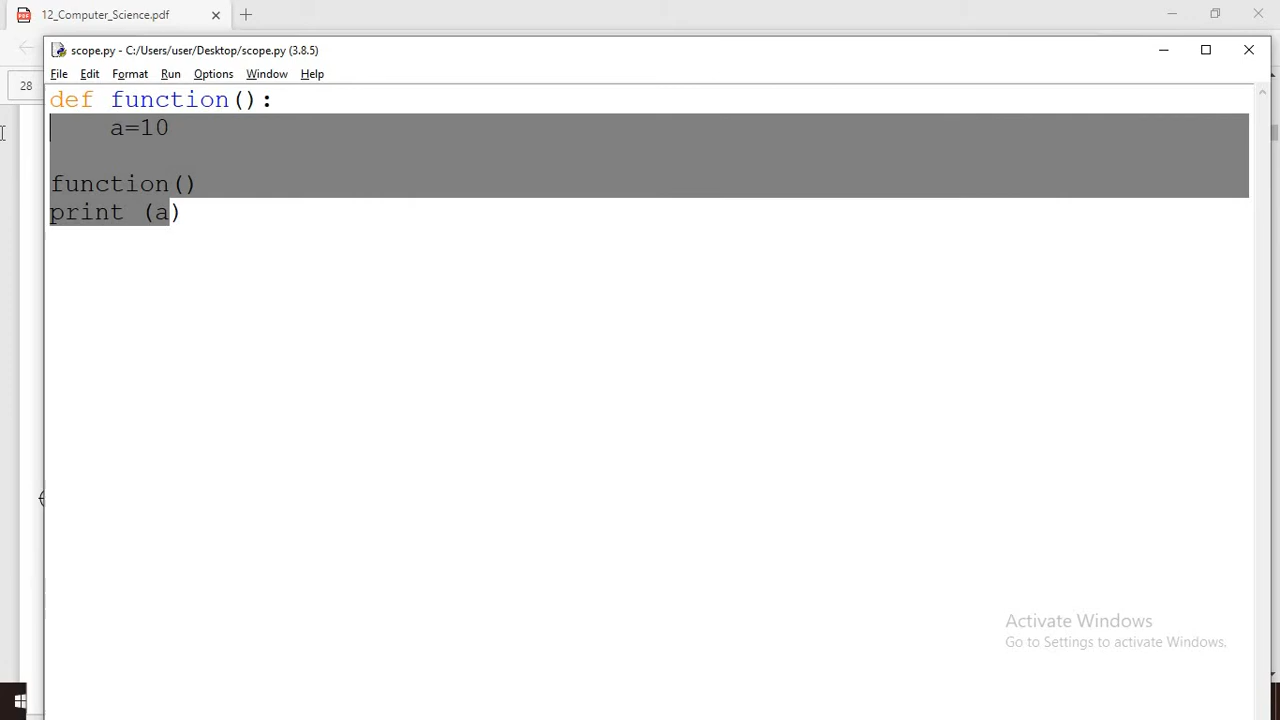 12_Computer_Science.pdf
scope.py - C:/Users/user/Desktop/scope.py (3.8.5)
File Edit Format Run Options Window Help
28
def function():
    a=10
function()
print (a)
Activate Windows
Go to Settings to activate Windows.